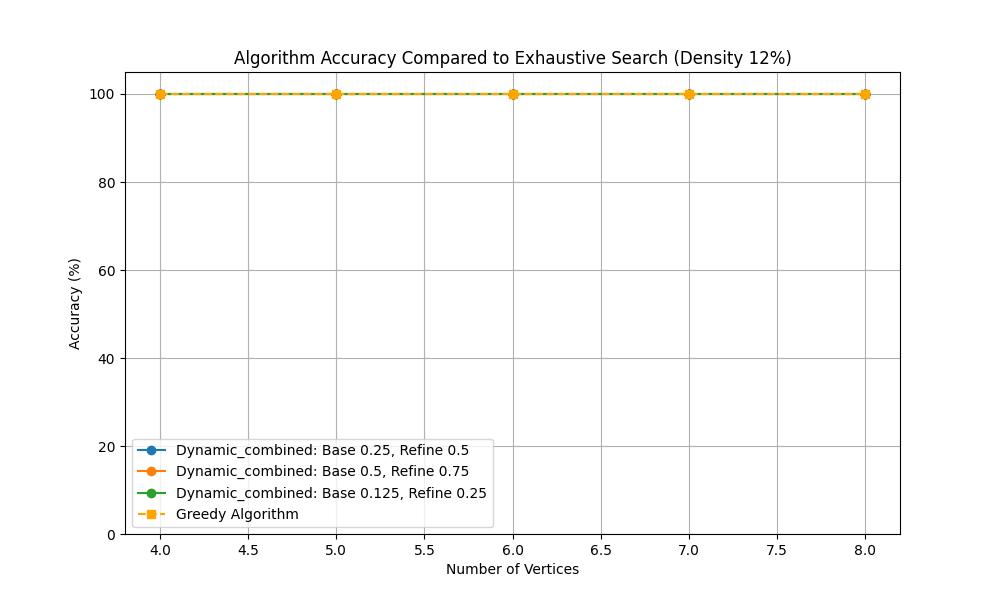 Algorithm Accuracy Compared to Exhaustive Search (Density 12%)
100
80
60
40
20
0
Accuracy (%)
Dynamic_combined: Base 0.25, Refine 0.5
Dynamic_combined: Base 0.5, Refine 0.75
Dynamic_combined: Base 0.125, Refine 0.25
Greedy Algorithm
4.0 4.5 5.0 5.5 6.0 6.5 7.0 7.5 8.0
Number of Vertices